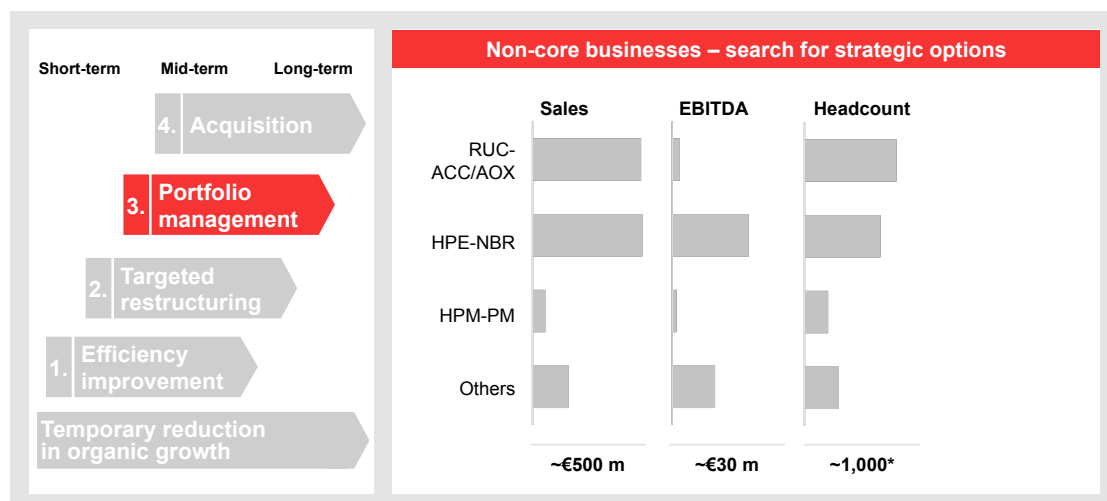 Short-term Mid-term Long-term
4. Acquisition
3. Portfolio
management
2. Targeted
restructuring
1. Efficiency
improvement
Temporary reduction
in organic growth
Non-core businesses – search for strategic options
Sales EBITDA Headcount
RUC-
ACC/AOX
HPE-NBR
HPM-PM
Others
~€500 m ~€30 m ~1,000*